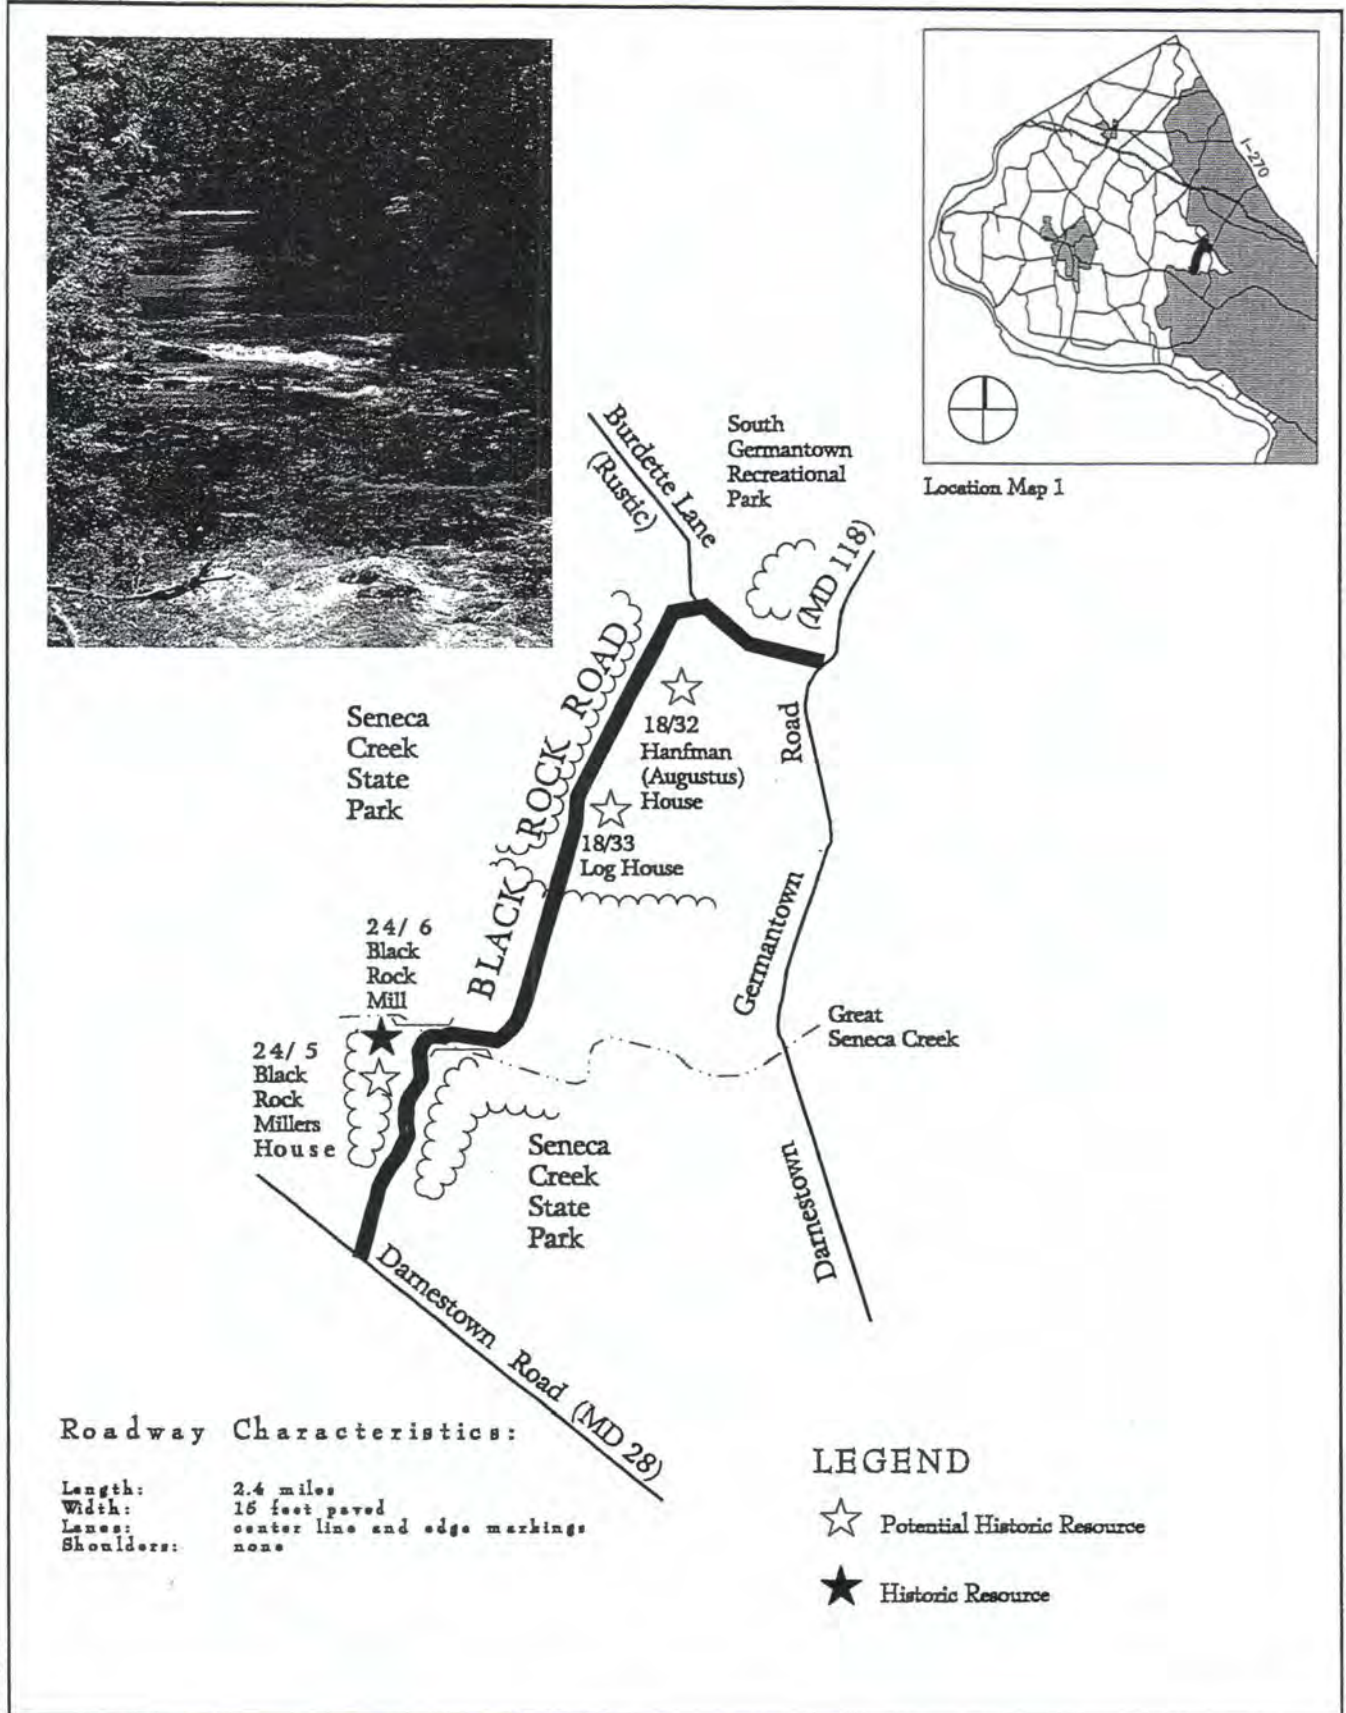 I-270
Location Map 1
Burdette Lane
(Rustic)
South
Germantown
Recreational
Park
(MD 118)
BLACK ROCK ROAD
Seneca
Creek
State
Park
18/32
Hanfman
(Augustus)
House
Road
18/33
Log House
24/ 6
Black
Rock
Mill
Germantown
Great
Seneca Creek
24/ 5
Black
Rock
Millers
House
Seneca
Creek
State
Park
Darnestown
Darnestown Road (MD 28)
Roadway Characteristics:
Length: 2.4 miles
Width: 16 feet paved
Lanes: center line and edge markings
Shoulders: none
LEGEND
Potential Historic Resource
Historic Resource